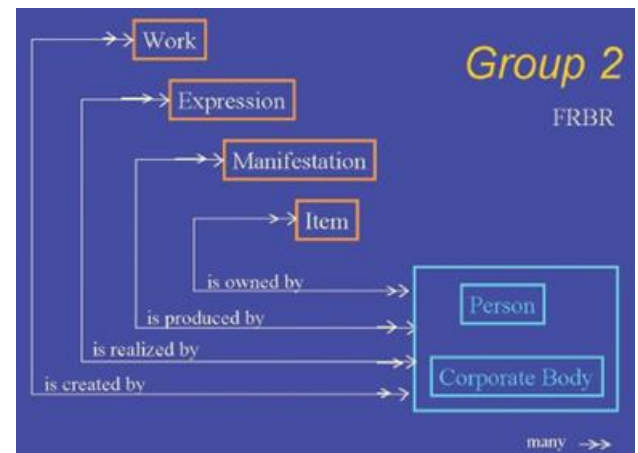 Work
Group 2
Expression
FRBR
Manifestation
Item
is owned by
Person
is produced by
is realized by
Corporate Body
is created by
many